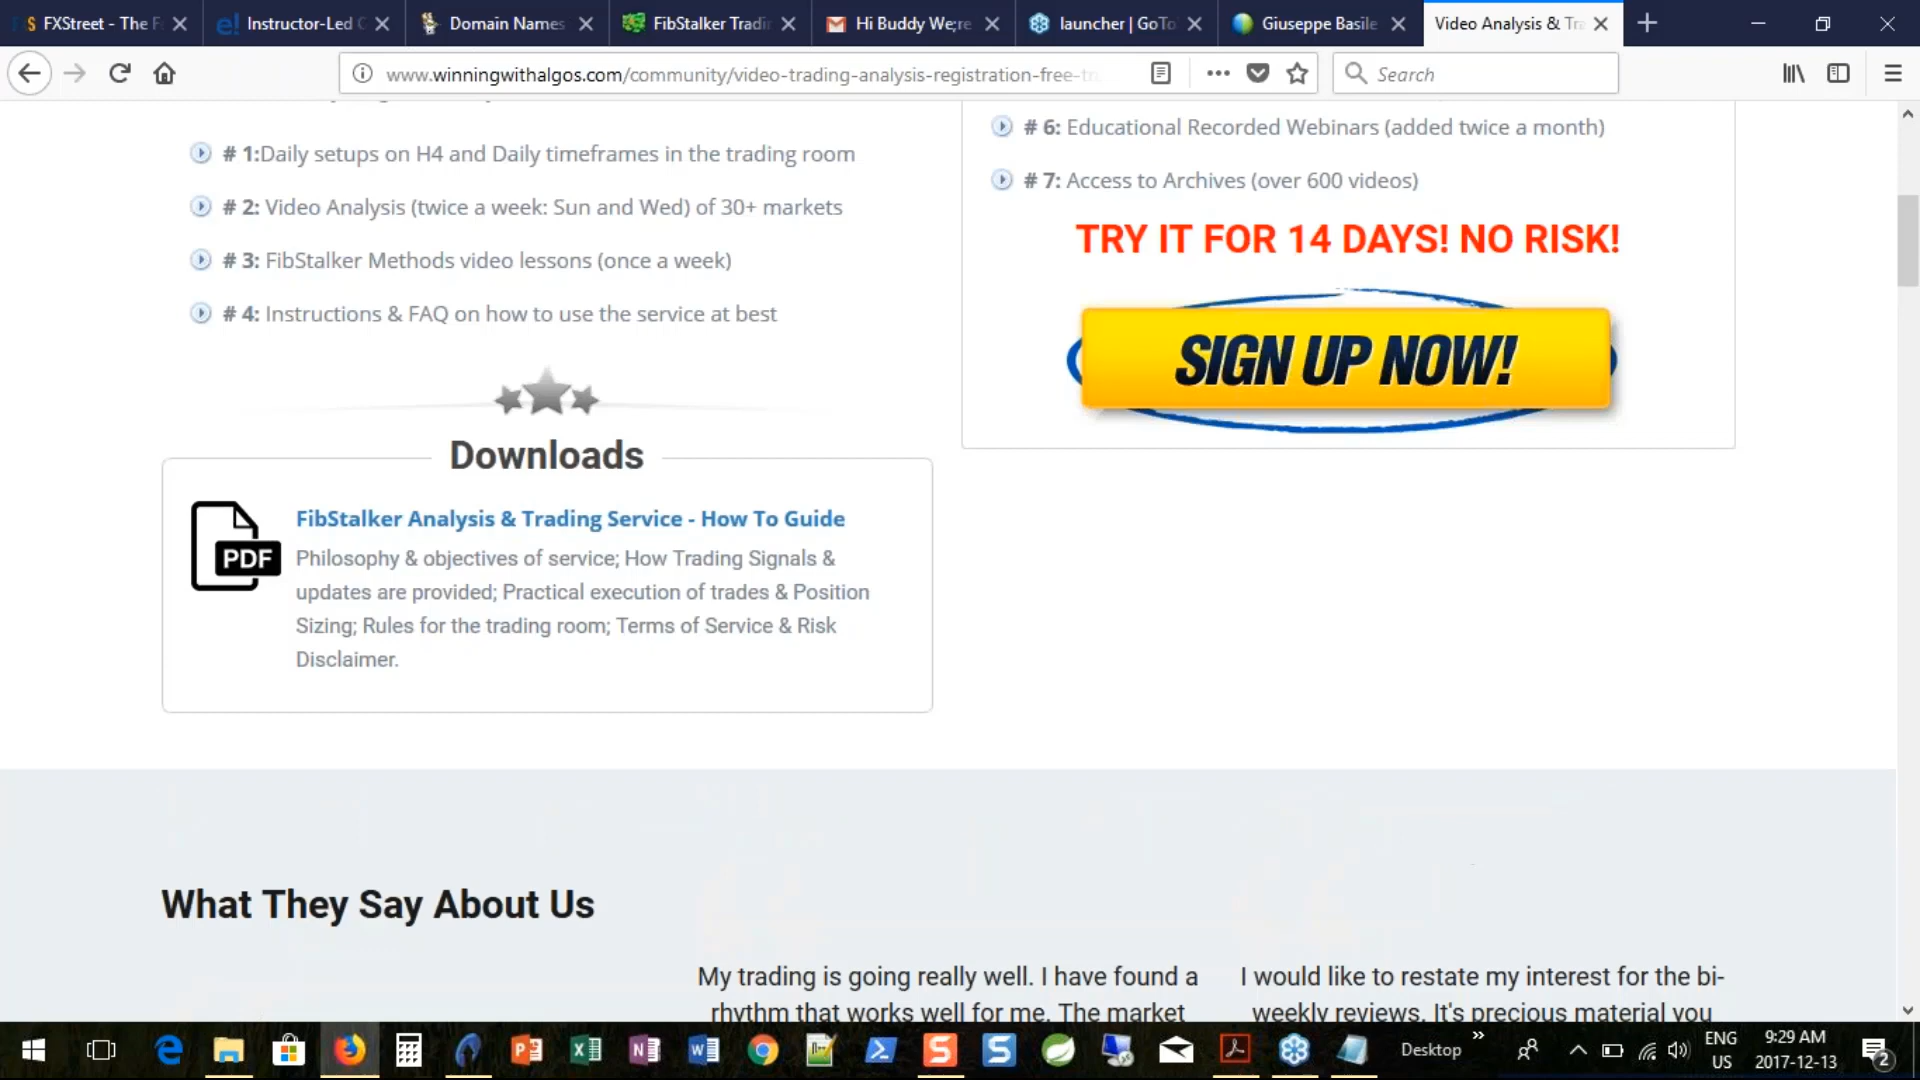 FXStreet - The F
Instructor-Led C
Domain Names
FibStalker Tradi
Hi Buddy We;re
launcher | GoTo
Giuseppe Basile
Video Analysis & Tra
www.winningwithalgos.com/community/video-trading-analysis-registration-free-tr
Search
# 1:Daily setups on H4 and Daily timeframes in the trading room
# 2: Video Analysis (twice a week: Sun and Wed) of 30+ markets
# 3: FibStalker Methods video lessons (once a week)
# 4: Instructions & FAQ on how to use the service at best
# 6: Educational Recorded Webinars (added twice a month)
# 7: Access to Archives (over 600 videos)
TRY IT FOR 14 DAYS! NO RISK!
SIGN UP NOW!
Downloads
PDF
FibStalker Analysis & Trading Service - How To Guide
Philosophy & objectives of service; How Trading Signals &
updates are provided; Practical execution of trades & Position
Sizing; Rules for the trading room; Terms of Service & Risk
Disclaimer.
What They Say About Us
My trading is going really well. I have found a
rhythm that works well for me. The market
I would like to restate my interest for the bi-
weekly reviews. It's precious material you
Desktop
ENG
US
9:29 AM
2017-12-13
2